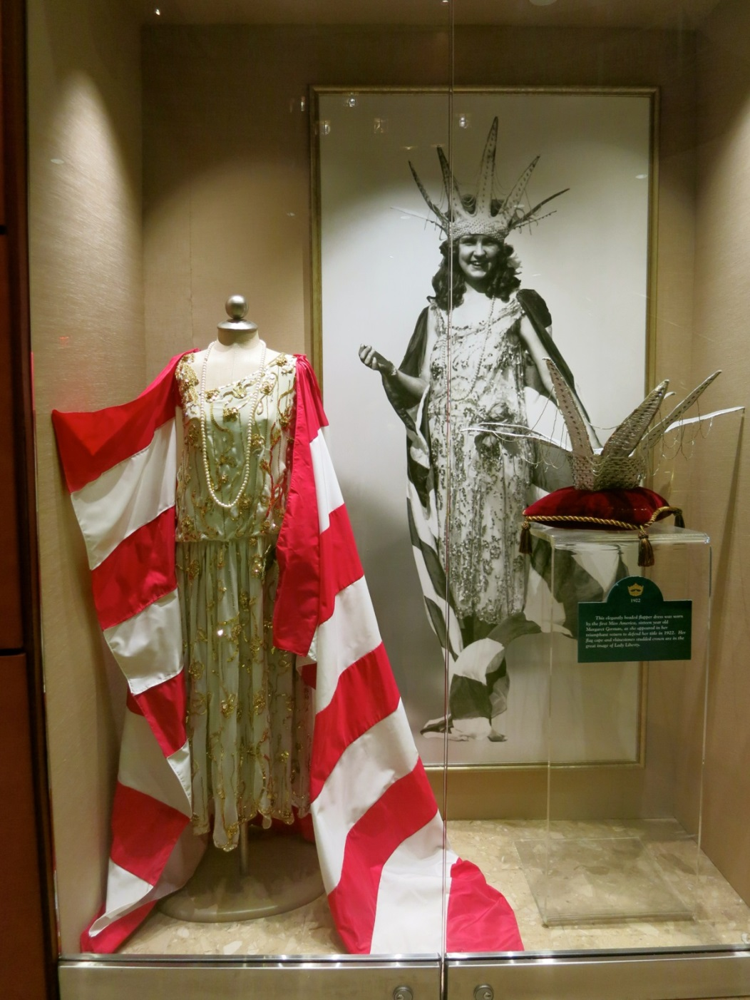 1922
This elegantly beaded flapper dress was worn
by the first Miss America, sixteen year old
Margaret Gorman, as she appeared in her
triumphant return to defend her title in 1922. Her
flag cape and rhinestones studded crown are in the
great image of Lady Liberty.